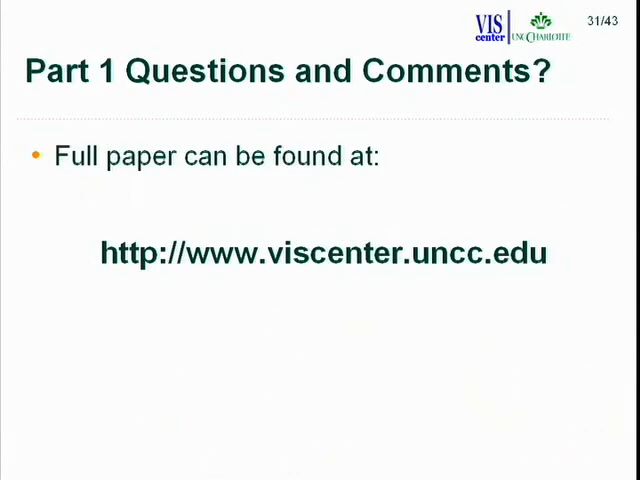 VIS
center
UNC CHARLOTTE
31/43
Part 1 Questions and Comments?
• Full paper can be found at:
http://www.viscenter.uncc.edu